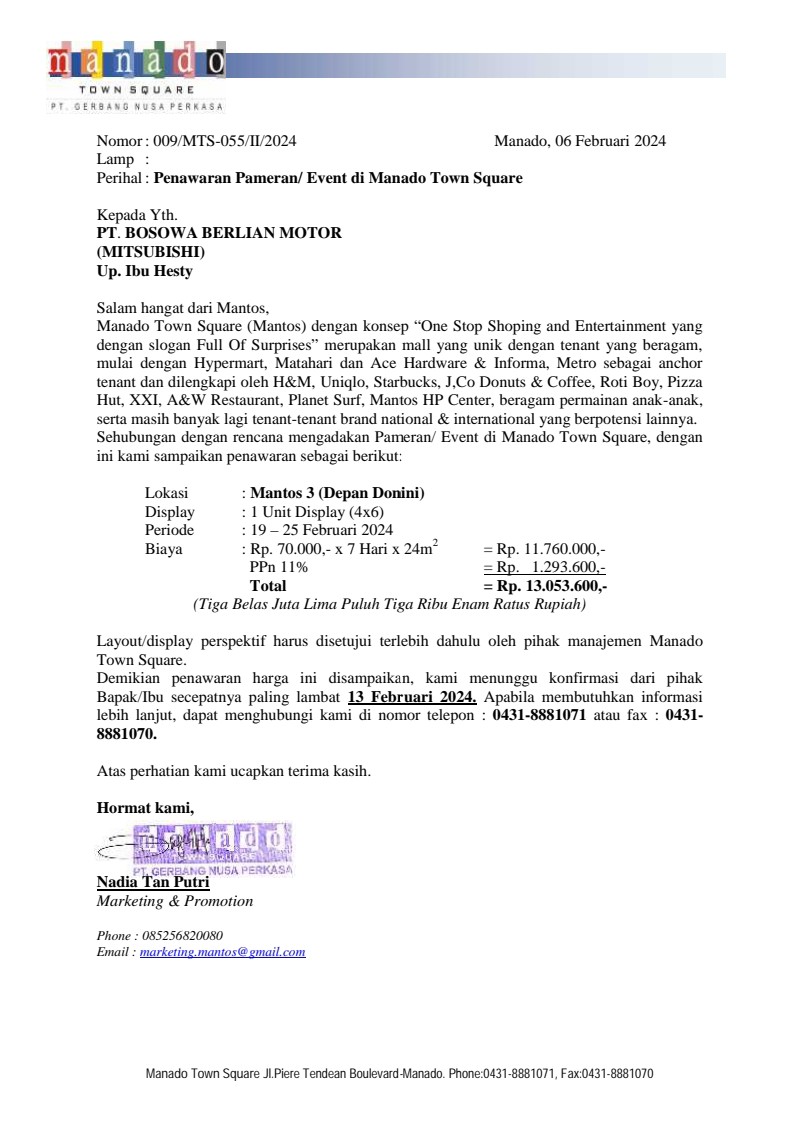 manado
TOWN SQUARE
PT. GERBANG NUSA PERKASA
Nomor : 009/MTS-055/II/2024 Manado, 06 Februari 2024
Lamp :
Perihal : Penawaran Pameran/ Event di Manado Town Square
Kepada Yth.
PT. BOSOWA BERLIAN MOTOR
(MITSUBISHI)
Up. Ibu Hesty
Salam hangat dari Mantos,
Manado Town Square (Mantos) dengan konsep “One Stop Shoping and Entertainment yang
dengan slogan Full Of Surprises” merupakan mall yang unik dengan tenant yang beragam,
mulai dengan Hypermart, Matahari dan Ace Hardware & Informa, Metro sebagai anchor
tenant dan dilengkapi oleh H&M, Uniqlo, Starbucks, J,Co Donuts & Coffee, Roti Boy, Pizza
Hut, XXI, A&W Restaurant, Planet Surf, Mantos HP Center, beragam permainan anak-anak,
serta masih banyak lagi tenant-tenant brand national & international yang berpotensi lainnya.
Sehubungan dengan rencana mengadakan Pameran/ Event di Manado Town Square, dengan
ini kami sampaikan penawaran sebagai berikut:
Lokasi : Mantos 3 (Depan Donini)
Display : 1 Unit Display (4x6)
Periode : 19 – 25 Februari 2024
Biaya : Rp. 70.000,- x 7 Hari x 24m² = Rp. 11.760.000,-
PPn 11% = Rp. 1.293.600,-
Total = Rp. 13.053.600,-
(Tiga Belas Juta Lima Puluh Tiga Ribu Enam Ratus Rupiah)
Layout/display perspektif harus disetujui terlebih dahulu oleh pihak manajemen Manado
Town Square.
Demikian penawaran harga ini disampaikan, kami menunggu konfirmasi dari pihak
Bapak/Ibu secepatnya paling lambat 13 Februari 2024. Apabila membutuhkan informasi
lebih lanjut, dapat menghubungi kami di nomor telepon : 0431-8881071 atau fax : 0431-
8881070.
Atas perhatian kami ucapkan terima kasih.
Hormat kami,
manado
TOWN SQUARE
PT. GERBANG NUSA PERKASA
Nadia Tan Putri
Marketing & Promotion
Phone : 085256820080
Email : marketing.mantos@gmail.com
Manado Town Square Jl.Piere Tendean Boulevard-Manado. Phone:0431-8881071, Fax:0431-8881070